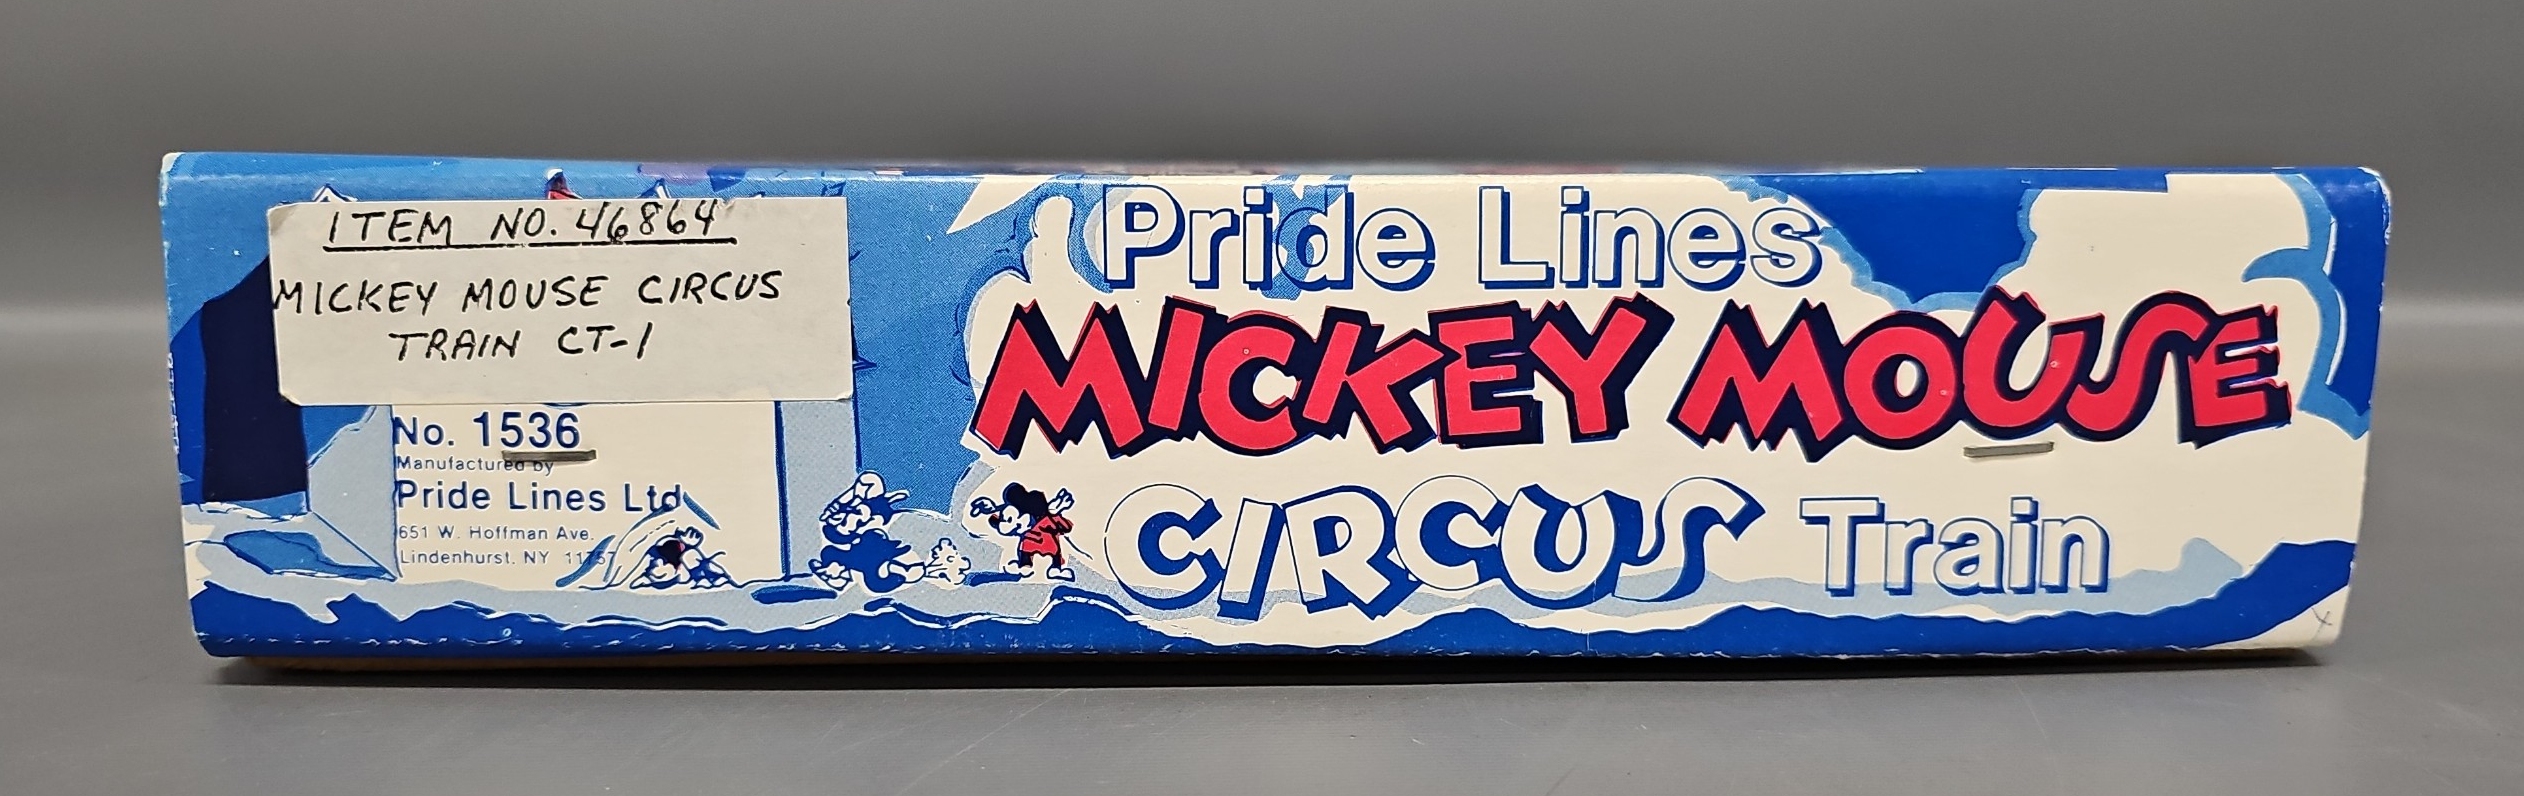 ITEM NO. 46864
MICKEY MOUSE CIRCUS
TRAIN CT-1
No. 1536
Manufactured by
Pride Lines Ltd.
651 W. Hoffman Ave.
Lindenhurst, NY 11757
Pride Lines
MICKEY MOUSE
CIRCUS Train